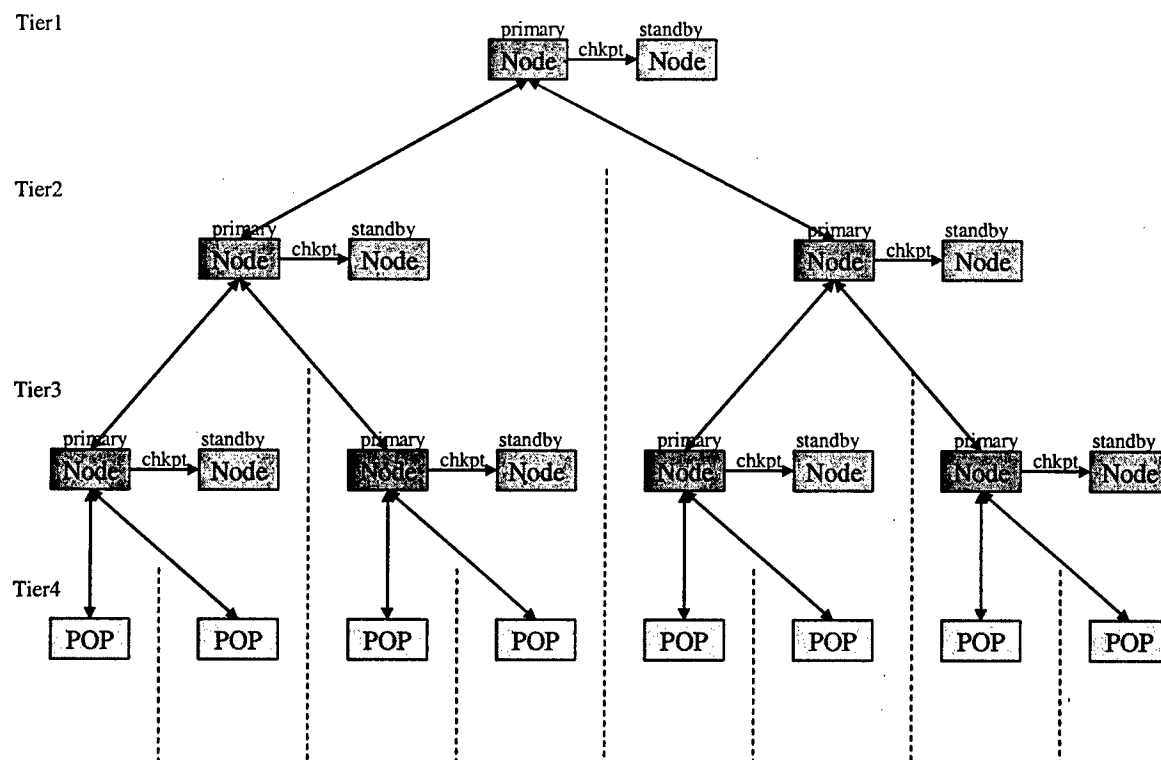 Tier1
primary standby
chkpt
Node Node
Tier2
primary standby primary standby
chkpt chkpt
Node Node Node Node
Tier3
primary standby primary standby primary standby primary standby
chkpt chkpt chkpt chkpt
Node Node Node Node Node Node Node Node
Tier4
POP POP POP POP POP POP POP POP